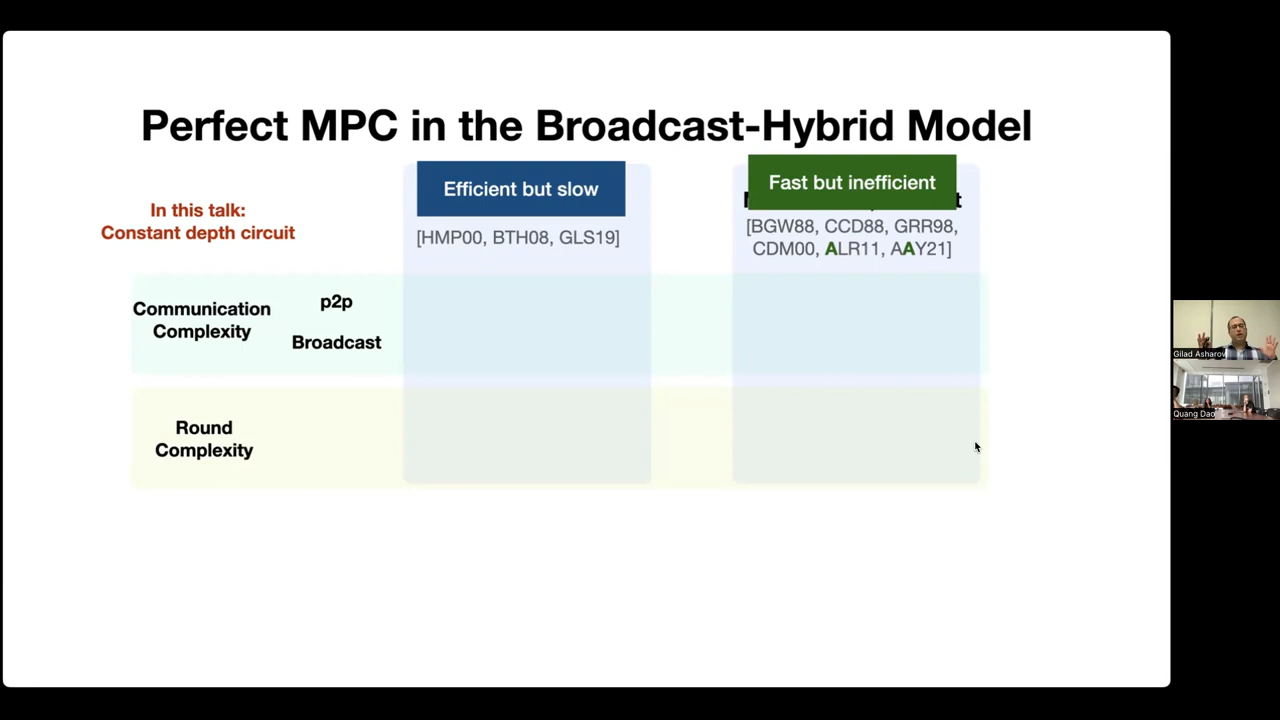 Perfect MPC in the Broadcast-Hybrid Model
Efficient but slow
Fast but inefficient
In this talk:
Constant depth circuit
[HMP00, BTH08, GLS19]
[BGW88, CCD88, GRR98,
CDM00, ALR11, AAY21]
Communication
Complexity
p2p
Broadcast
Round
Complexity
Gilad Asharov
Quang Dao